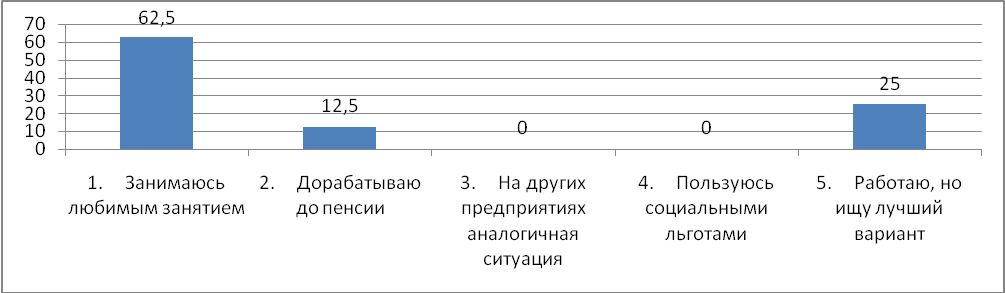 70
60
50
40
30
20
10
0
62,5
12,5
0
0
25
1. Занимаюсь
любимым занятием
2. Дорабатываю
до пенсии
3. На других
предприятиях
аналогичная
ситуация
4. Пользуюсь
социальными
льготами
5. Работаю, но
ищу лучший
вариант